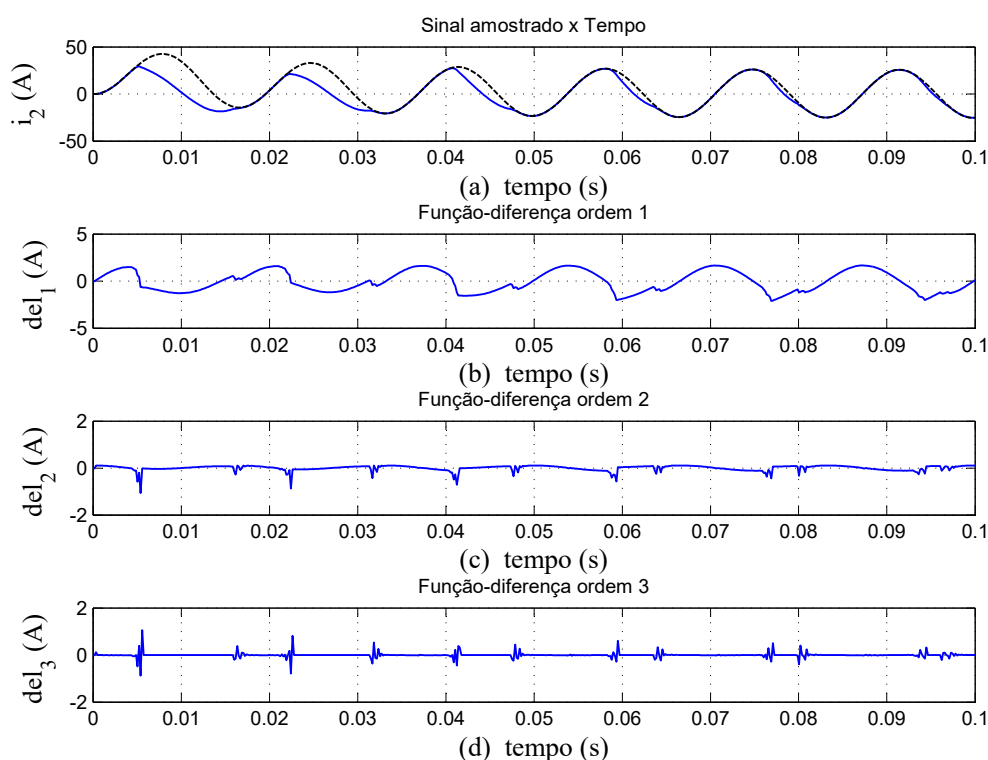 Sinal amostrado x Tempo
50
0
-50
i2 (A)
0 0.01 0.02 0.03 0.04 0.05 0.06 0.07 0.08 0.09 0.1
(a) tempo (s)
Função-diferença ordem 1
5
0
-5
del1 (A)
0 0.01 0.02 0.03 0.04 0.05 0.06 0.07 0.08 0.09 0.1
(b) tempo (s)
Função-diferença ordem 2
2
0
-2
del2 (A)
0 0.01 0.02 0.03 0.04 0.05 0.06 0.07 0.08 0.09 0.1
(c) tempo (s)
Função-diferença ordem 3
2
0
-2
del3 (A)
0 0.01 0.02 0.03 0.04 0.05 0.06 0.07 0.08 0.09 0.1
(d) tempo (s)